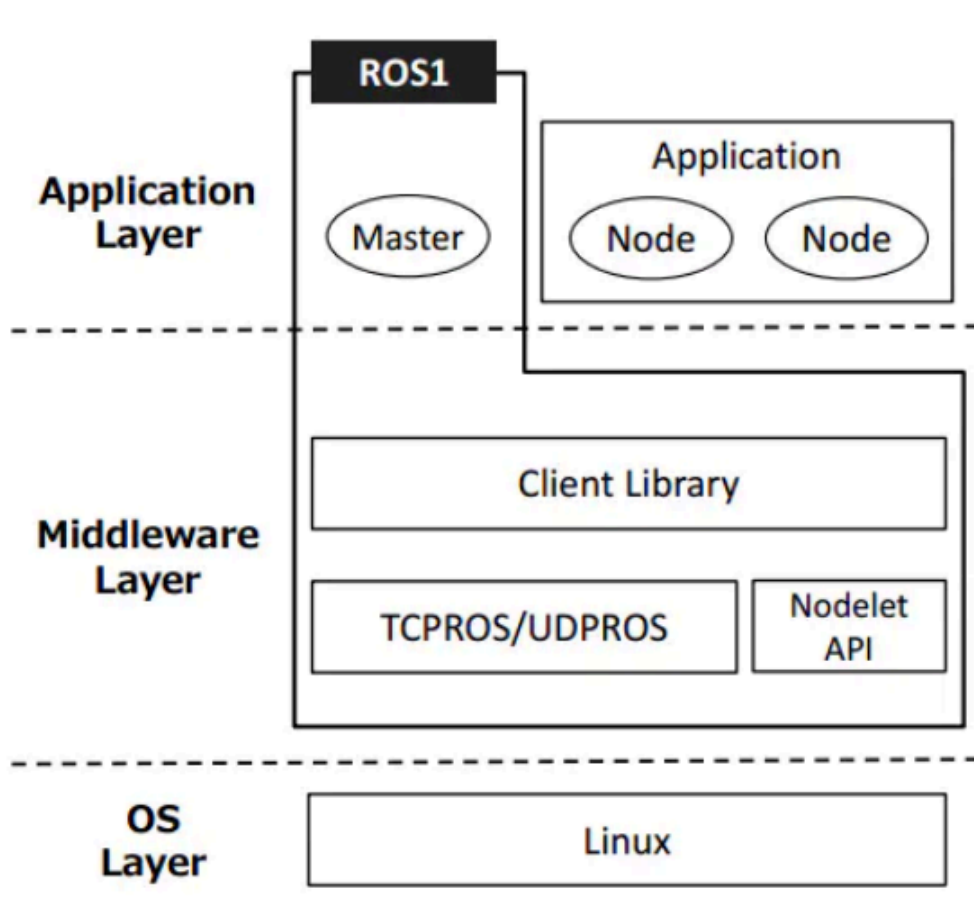 ROS1
Application
Layer
Master
Application
Node
Node
Middleware
Layer
Client Library
TCPROS/UDPROS
Nodelet
API
OS
Layer
Linux